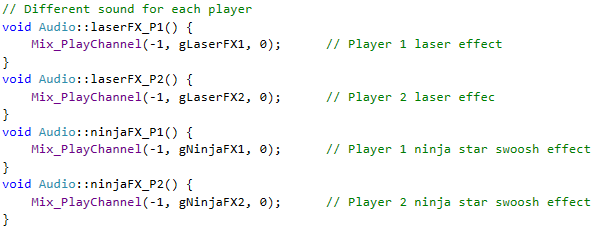 // Different sound for each player
void Audio::laserFX_P1() {
    Mix_PlayChannel(-1, gLaserFX1, 0);      // Player 1 laser effect
}
void Audio::laserFX_P2() {
    Mix_PlayChannel(-1, gLaserFX2, 0);      // Player 2 laser effec
}
void Audio::ninjaFX_P1() {
    Mix_PlayChannel(-1, gNinjaFX1, 0);      // Player 1 ninja star swoosh effect
}
void Audio::ninjaFX_P2() {
    Mix_PlayChannel(-1, gNinjaFX2, 0);      // Player 2 ninja star swoosh effect
}